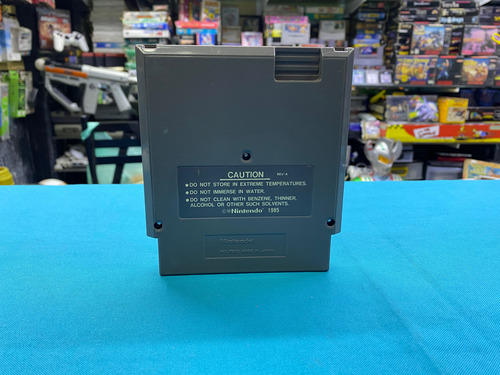 CAUTION REV-A
• DO NOT STORE IN EXTREME TEMPERATURES.
• DO NOT IMMERSE IN WATER.
• DO NOT CLEAN WITH BENZENE, THINNER,
ALCOHOL OR OTHER SUCH SOLVENTS.
©®Nintendo 1985
Nintendo